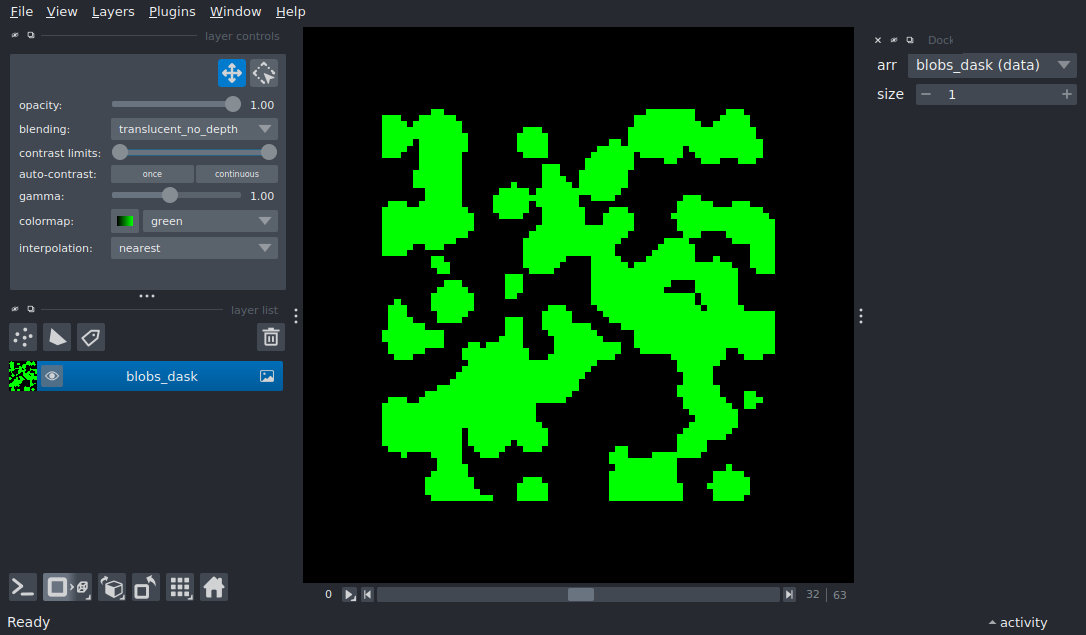 File View Layers Plugins Window Help
layer controls
opacity: 1.00
blending: translucent_no_depth
contrast limits:
auto-contrast: once continuous
gamma: 1.00
colormap: green
interpolation: nearest
layer list
blobs_dask
0 32 63
Dock
arr blobs_dask (data)
size 1
Ready
activity